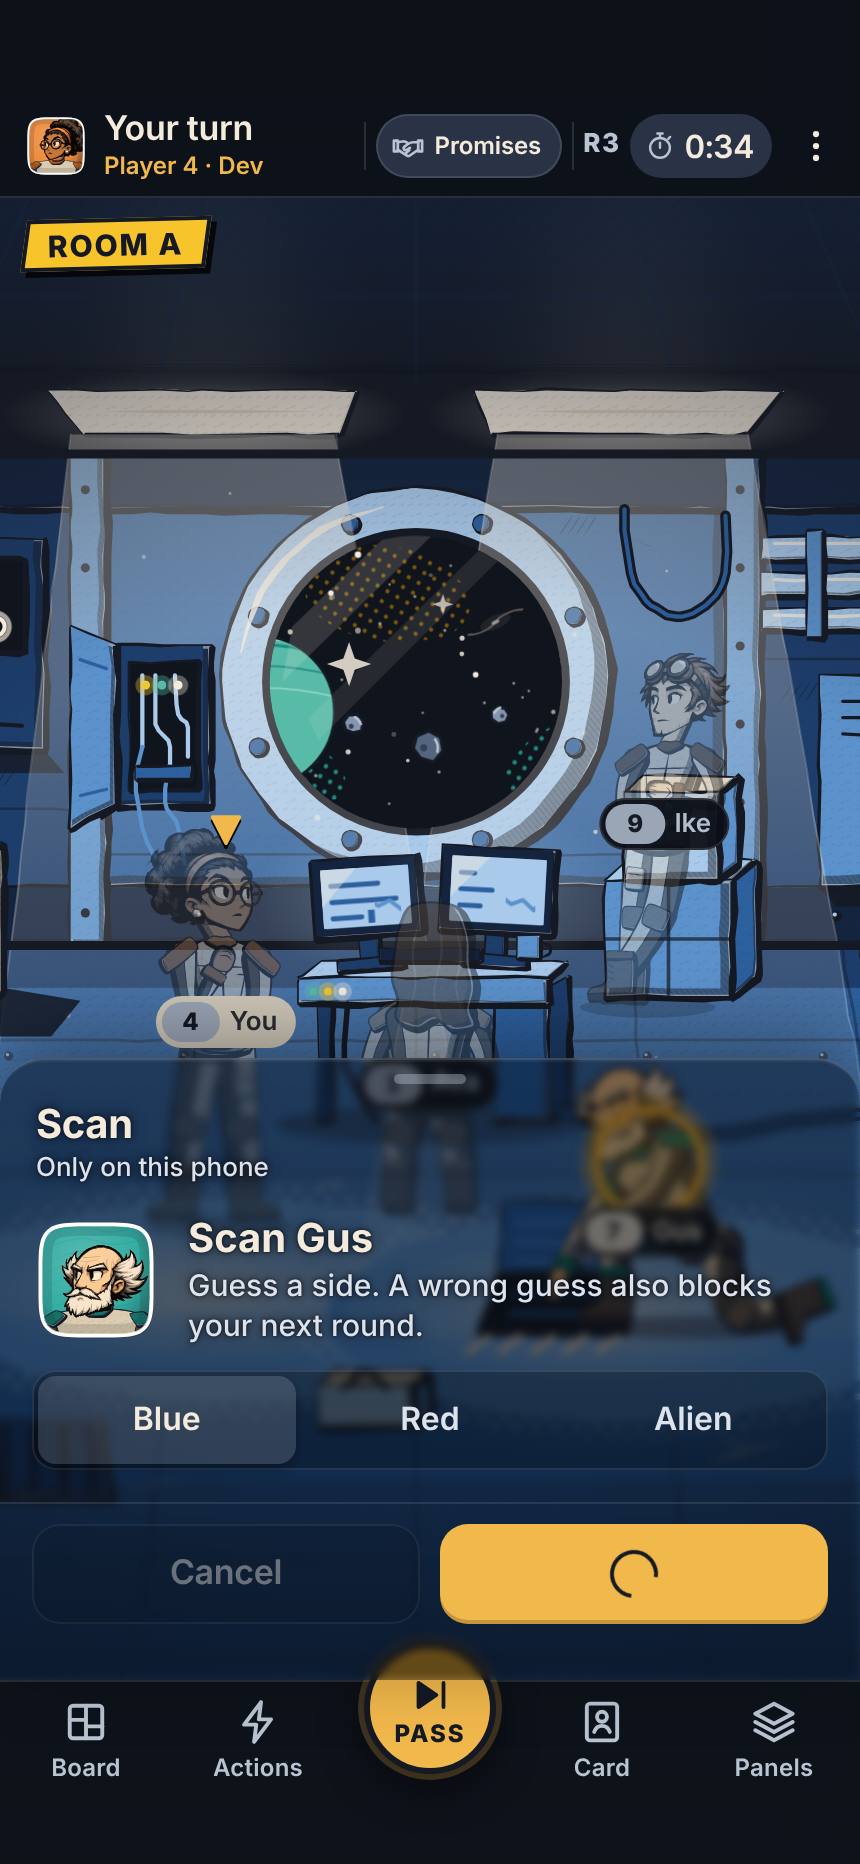 Your turn
Player 4 · Dev
Promises
R3
0:34
ROOM A
9 Ike
4 You
7 Gus
Scan
Only on this phone
Scan Gus
Guess a side. A wrong guess also blocks
your next round.
Blue
Red
Alien
Cancel
PASS
Board
Actions
Card
Panels